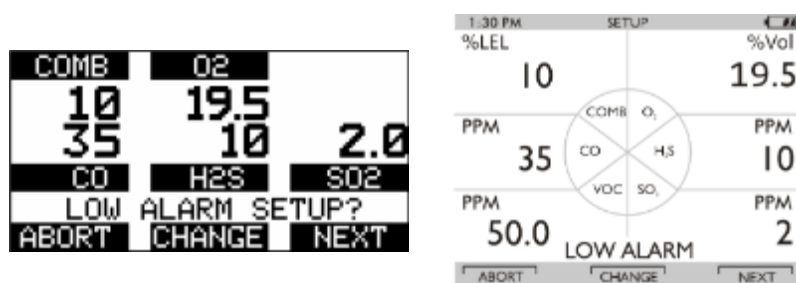 COMB O2
10 19.5
35 10 2.0
CO H2S SO2
LOW ALARM SETUP?
ABORT CHANGE NEXT
1:30 PM SETUP
%LEL %Vol
10 19.5
COMB O₂
PPM PPM
CO H₂S
35 10
VOC SO₂
PPM PPM
50.0 2
LOW ALARM
ABORT CHANGE NEXT